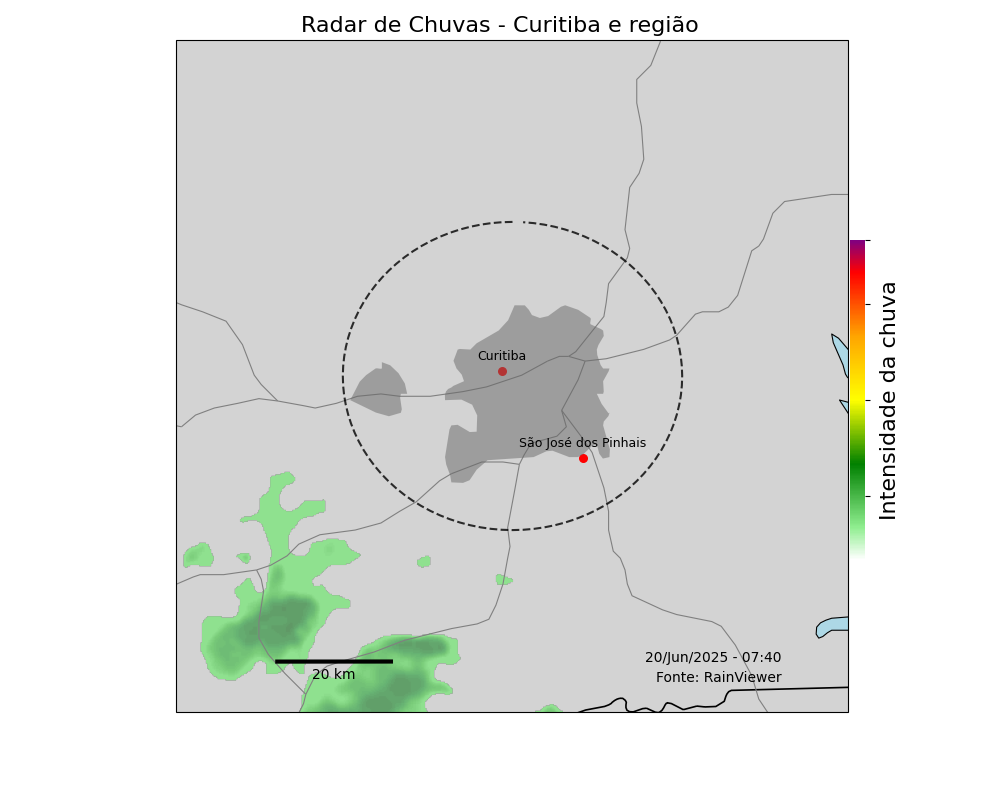 Radar de Chuvas - Curitiba e região
Curitiba
São José dos Pinhais
Intensidade da chuva
20/Jun/2025 - 07:40
Fonte: RainViewer
20 km